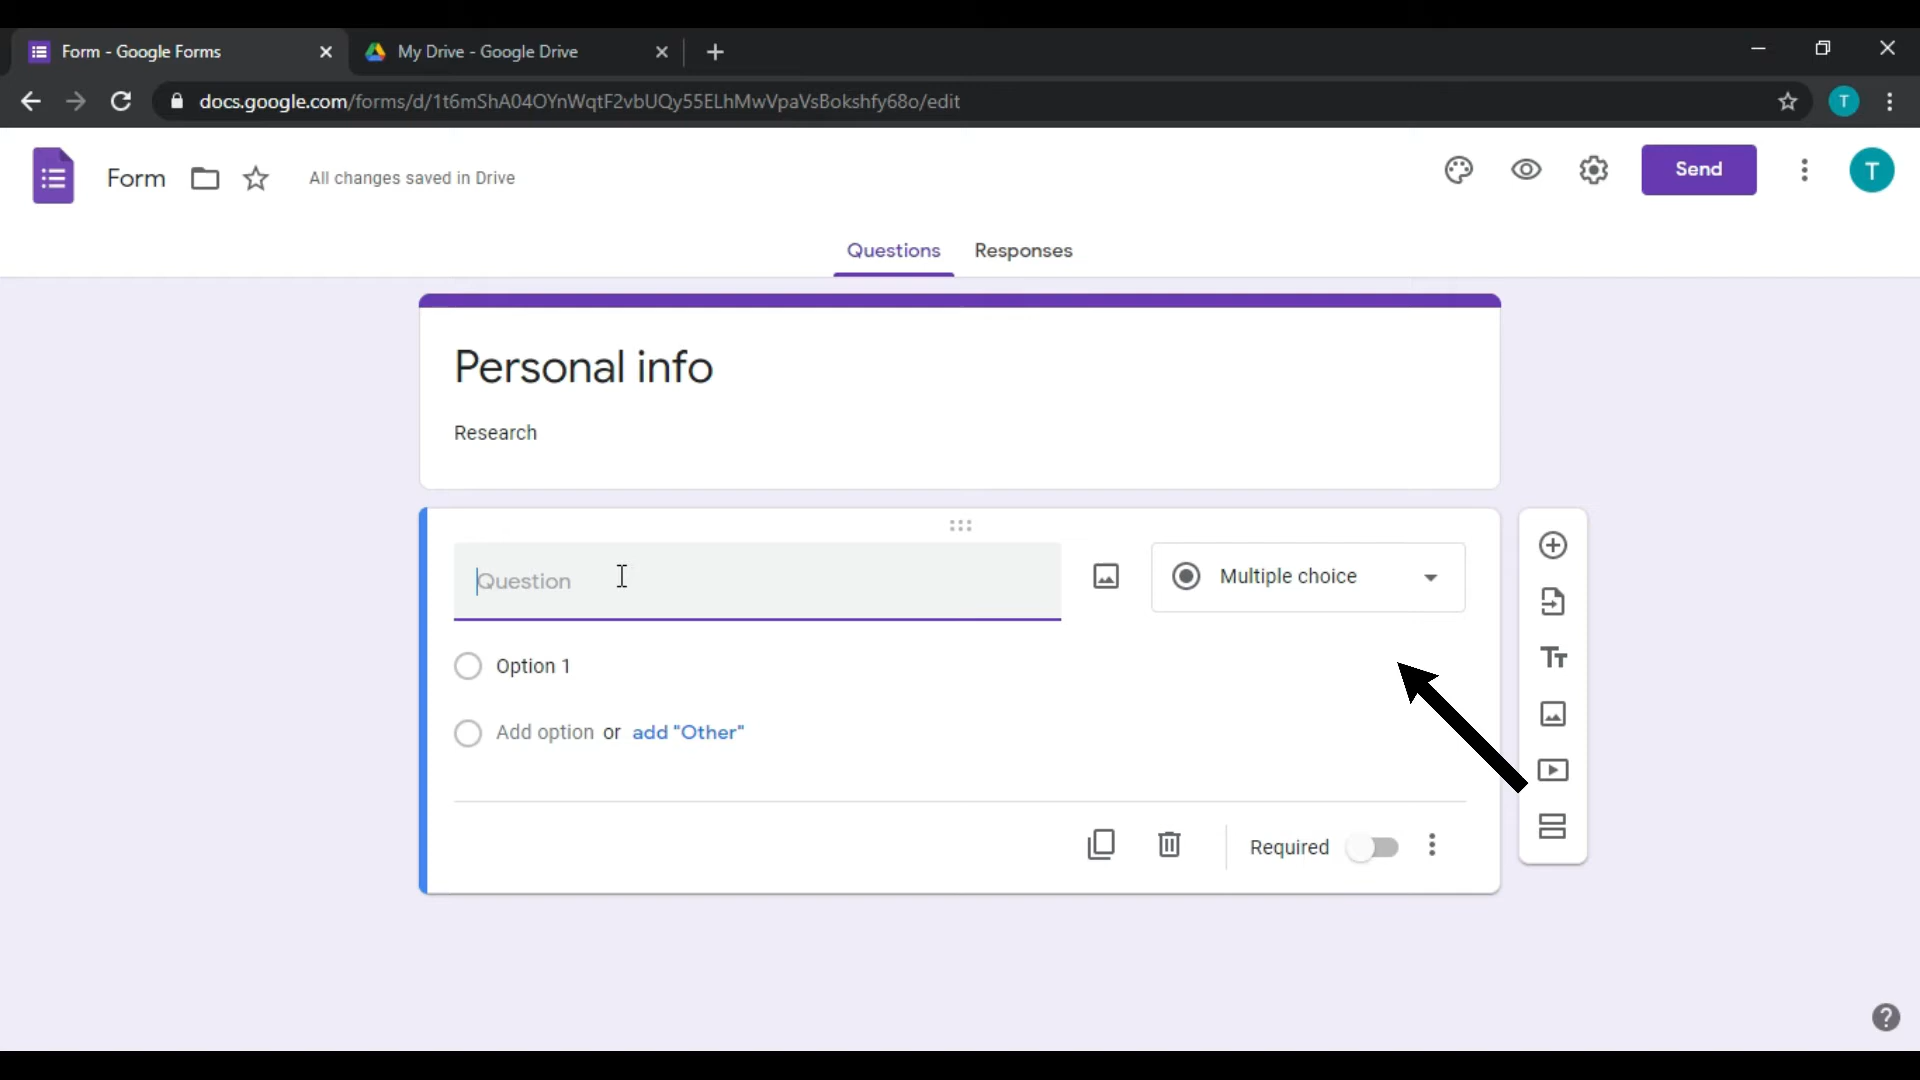 Form - Google Forms
My Drive - Google Drive
docs.google.com/forms/d/1t6mShA04OYnWqtF2vbUQy55ELhMwVpaVsBokshfy68o/edit
T
Form
All changes saved in Drive
Send
T
Questions
Responses
Personal info
Research
Question
Multiple choice
Option 1
Tт
Add option or add "Other"
Required